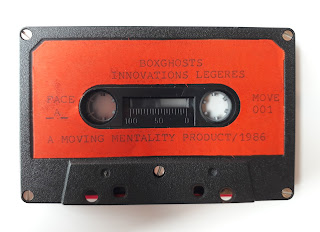 BOXGHOSTS
INNOVATIONS LEGERES
FACE MOVE
A 001
100 50
A MOVING MENTALITY PRODUCT/1986